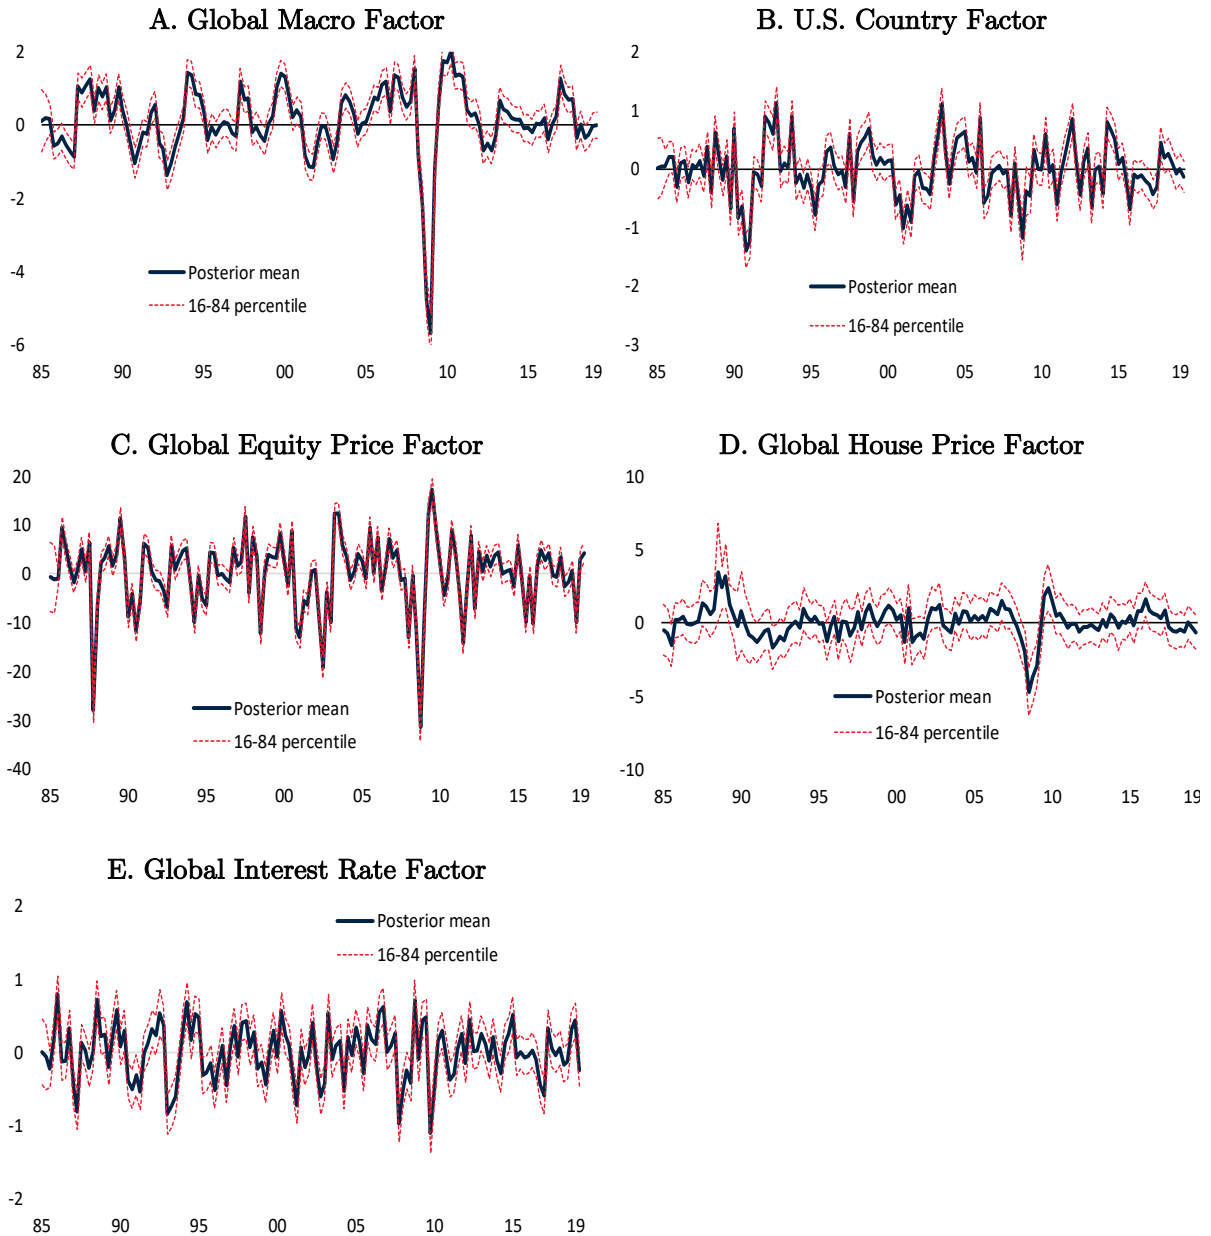 A. Global Macro Factor
2
0
-2
-4
-6
Posterior mean
16-84 percentile
85 90 95 00 05 10 15 19
B. U.S. Country Factor
2
1
0
-1
-2
-3
Posterior mean
16-84 percentile
85 90 95 00 05 10 15 19
C. Global Equity Price Factor
20
10
0
-10
-20
-30
-40
Posterior mean
16-84 percentile
85 90 95 00 05 10 15 19
D. Global House Price Factor
10
5
0
-5
-10
Posterior mean
16-84 percentile
85 90 95 00 05 10 15 19
E. Global Interest Rate Factor
2
1
0
-1
-2
Posterior mean
16-84 percentile
85 90 95 00 05 10 15 19